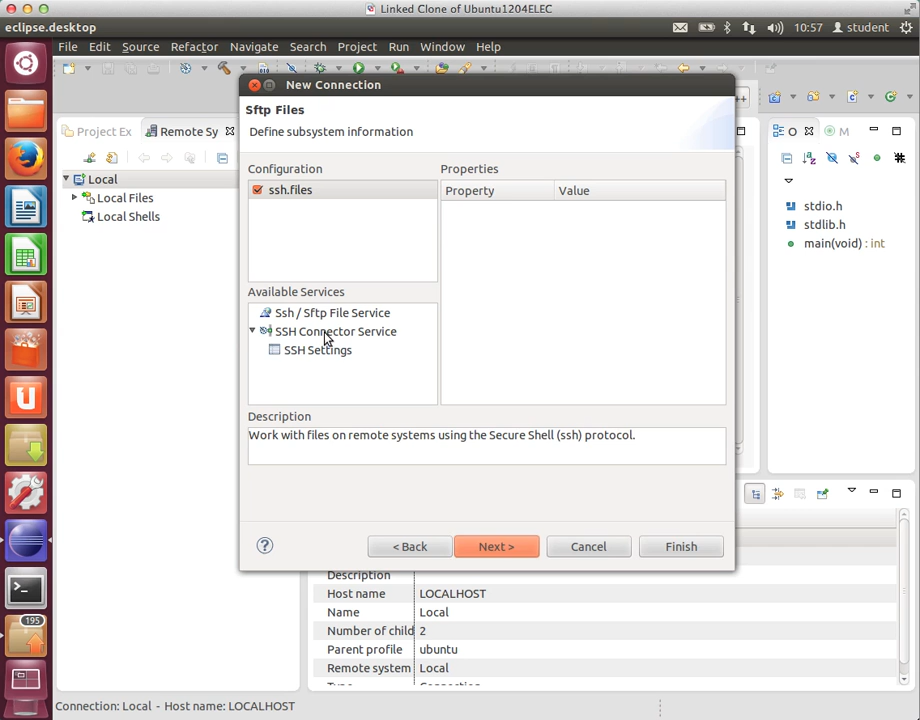 Linked Clone of Ubuntu1204ELEC
eclipse.desktop
10:57
student
File Edit Source Refactor Navigate Search Project Run Window Help
New Connection
Sftp Files
Define subsystem information
Project Ex
Remote Sy
O
M
Configuration
Properties
Local
ssh.files
Property
Value
Local Files
Local Shells
stdio.h
stdlib.h
main(void) : int
Available Services
Ssh / Sftp File Service
SSH Connector Service
SSH Settings
Description
Work with files on remote systems using the Secure Shell (ssh) protocol.
< Back
Next >
Cancel
Finish
Description
Host name LOCALHOST
Name Local
Number of child 2
Parent profile ubuntu
Remote system Local
195
Connection: Local - Host name: LOCALHOST